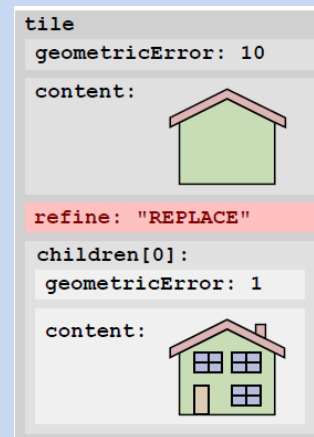 tile
geometricError: 10
content:
refine: "REPLACE"
children[0]:
geometricError: 1
content: